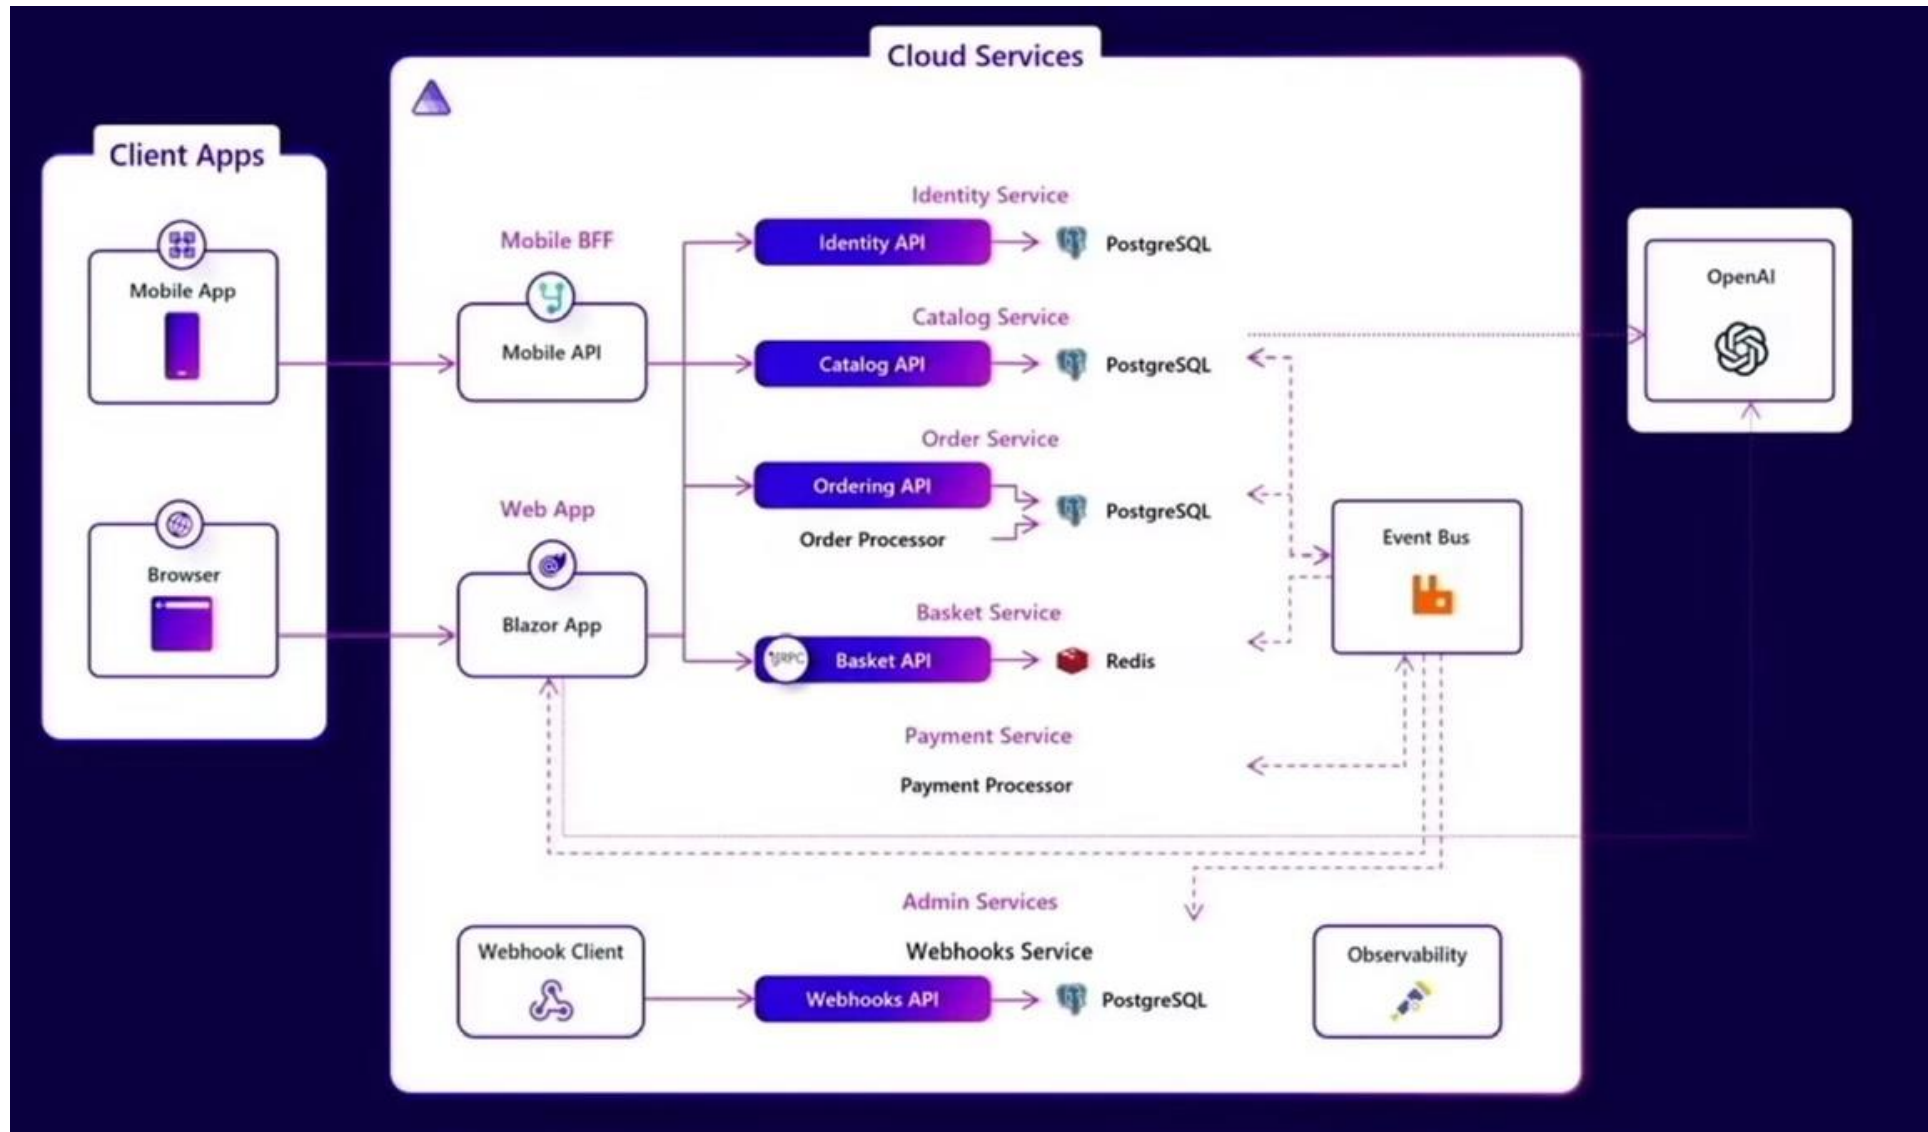 Cloud Services
Client Apps
Mobile App
Browser
Mobile BFF
Mobile API
Web App
Blazor App
Identity Service
Identity API
PostgreSQL
Catalog Service
Catalog API
PostgreSQL
Order Service
Ordering API
Order Processor
PostgreSQL
Basket Service
gRPC
Basket API
Redis
Payment Service
Payment Processor
Event Bus
OpenAI
Admin Services
Webhook Client
Webhooks Service
Webhooks API
PostgreSQL
Observability